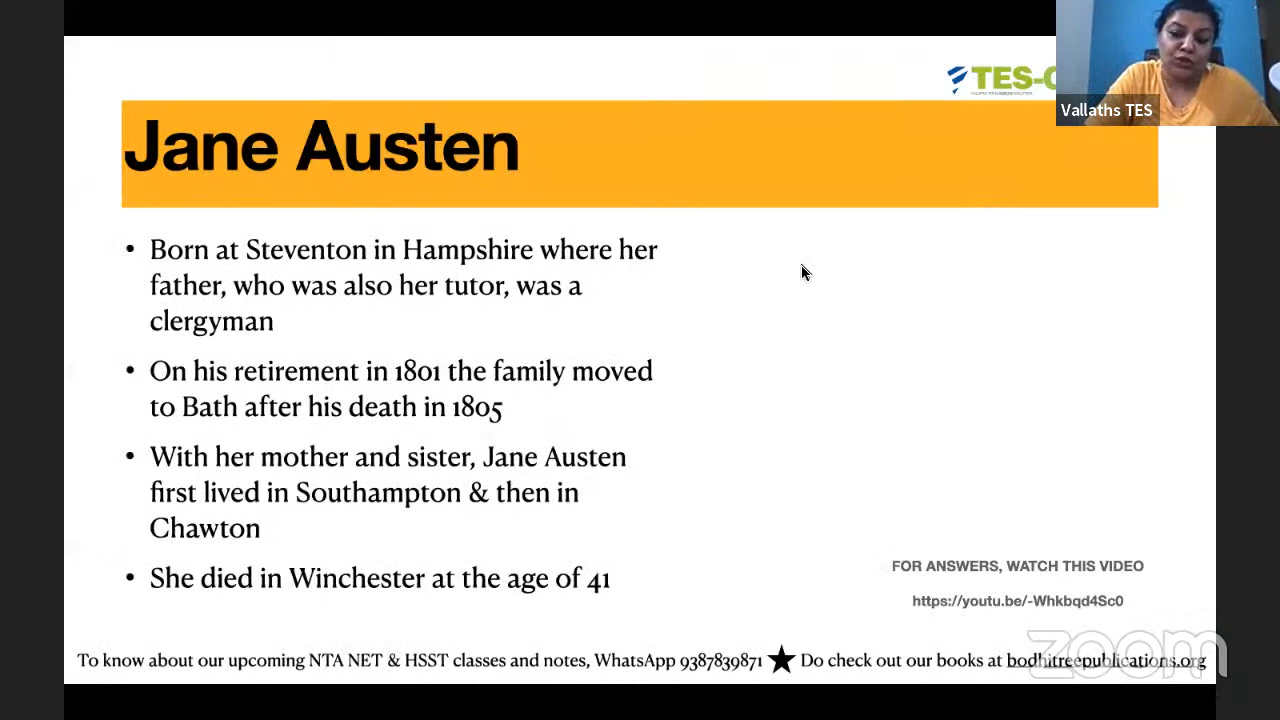 TES-
Vallaths TES
Jane Austen
• Born at Steventon in Hampshire where her
father, who was also her tutor, was a
clergyman
• On his retirement in 1801 the family moved
to Bath after his death in 1805
• With her mother and sister, Jane Austen
first lived in Southampton & then in
Chawton
• She died in Winchester at the age of 41
FOR ANSWERS, WATCH THIS VIDEO
https://youtu.be/-Whkbqd4Sc0
zoom
To know about our upcoming NTA NET & HSST classes and notes, WhatsApp 9387839871 ★ Do check out our books at bodhitreepublications.org